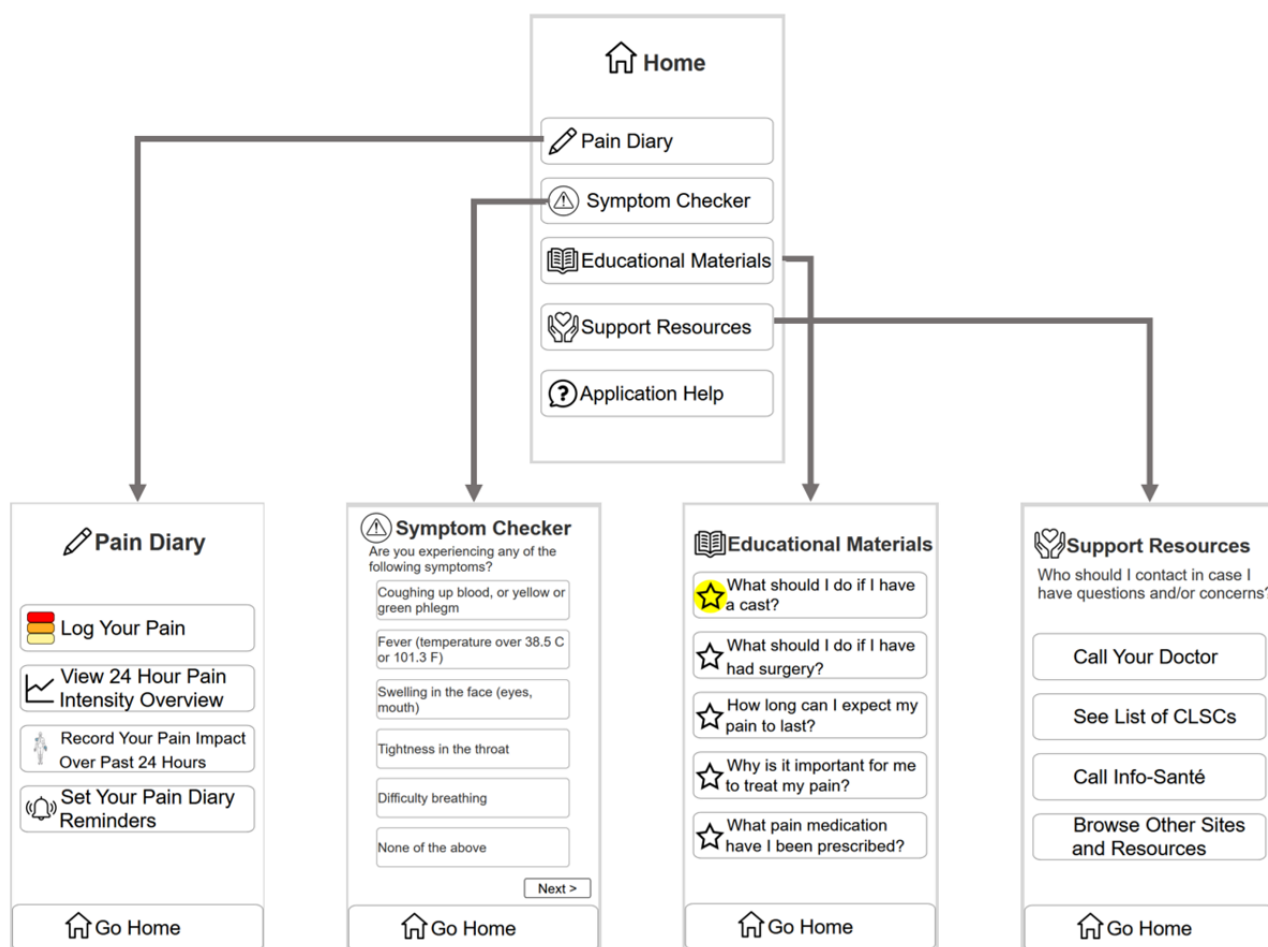 Home
Pain Diary
Symptom Checker
Educational Materials
Support Resources
Application Help
Pain Diary
Log Your Pain
View 24 Hour Pain
Intensity Overview
Record Your Pain Impact
Over Past 24 Hours
Set Your Pain Diary
Reminders
Go Home
Symptom Checker
Are you experiencing any of the
following symptoms?
Coughing up blood, or yellow or
green phlegm
Fever (temperature over 38.5 C
or 101.3 F)
Swelling in the face (eyes,
mouth)
Tightness in the throat
Difficulty breathing
None of the above
Next >
Go Home
Educational Materials
What should I do if I have
a cast?
What should I do if I have
had surgery?
How long can I expect my
pain to last?
Why is it important for me
to treat my pain?
What pain medication
have I been prescribed?
Go Home
Support Resources
Who should I contact in case I
have questions and/or concerns?
Call Your Doctor
See List of CLSCs
Call Info-Santé
Browse Other Sites
and Resources
Go Home